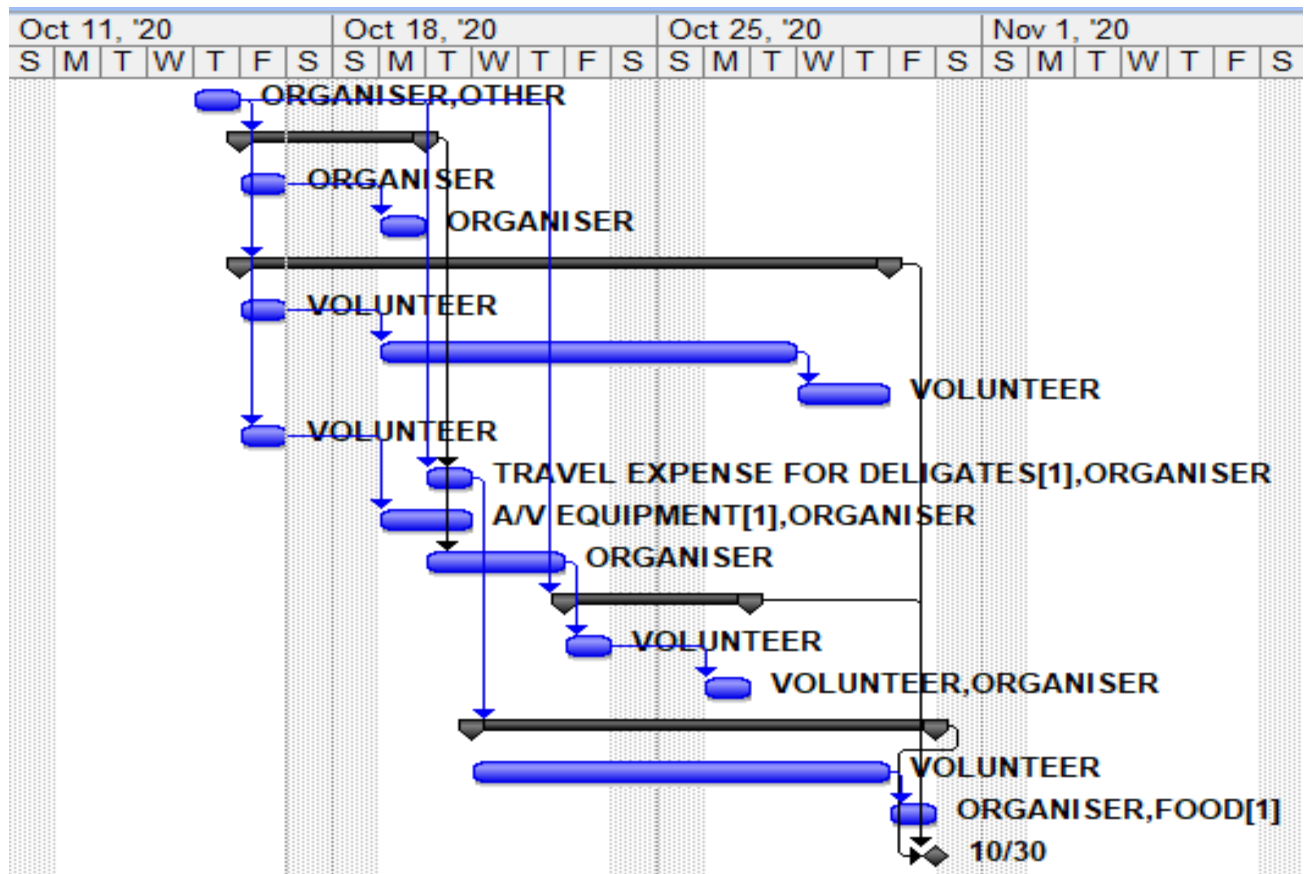 Oct 11, '20 Oct 18, '20 Oct 25, '20 Nov 1, '20
S M T W T F S S M T W T F S S M T W T F S S M T W T F S
ORGANISER,OTHER
ORGANISER
ORGANISER
VOLUNTEER
VOLUNTEER
VOLUNTEER
TRAVEL EXPENSE FOR DELIGATES[1],ORGANISER
A/V EQUIPMENT[1],ORGANISER
ORGANISER
VOLUNTEER
VOLUNTEER,ORGANISER
VOLUNTEER
ORGANISER,FOOD[1]
10/30